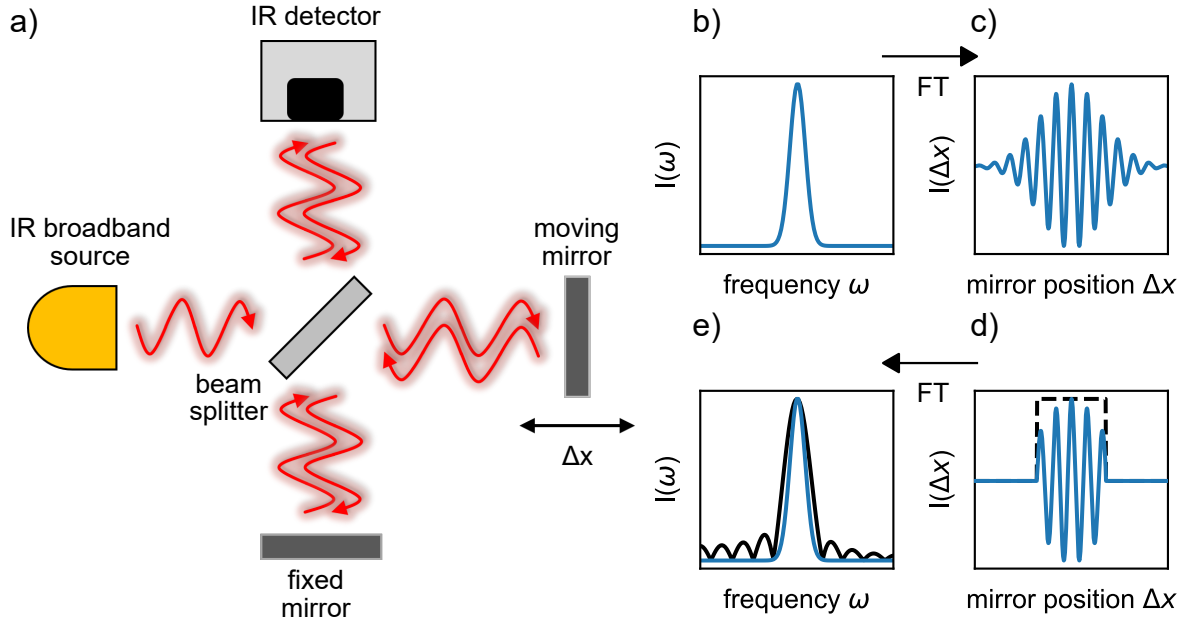 a)
IR detector
IR broadband
source
beam
splitter
moving
mirror
Δx
fixed
mirror
b)
I(ω)
frequency ω
FT
c)
I(Δx)
mirror position Δx
e)
I(ω)
frequency ω
FT
d)
I(Δx)
mirror position Δx